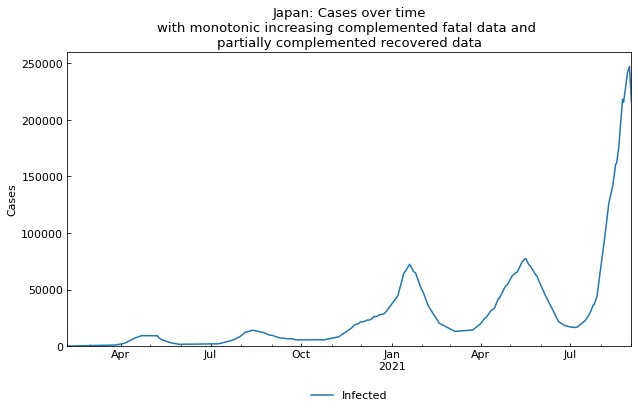 Japan: Cases over time
with monotonic increasing complemented fatal data and
partially complemented recovered data
250000
200000
150000
100000
50000
0
Cases
Apr Jul Oct Jan Apr Jul
2021
Infected